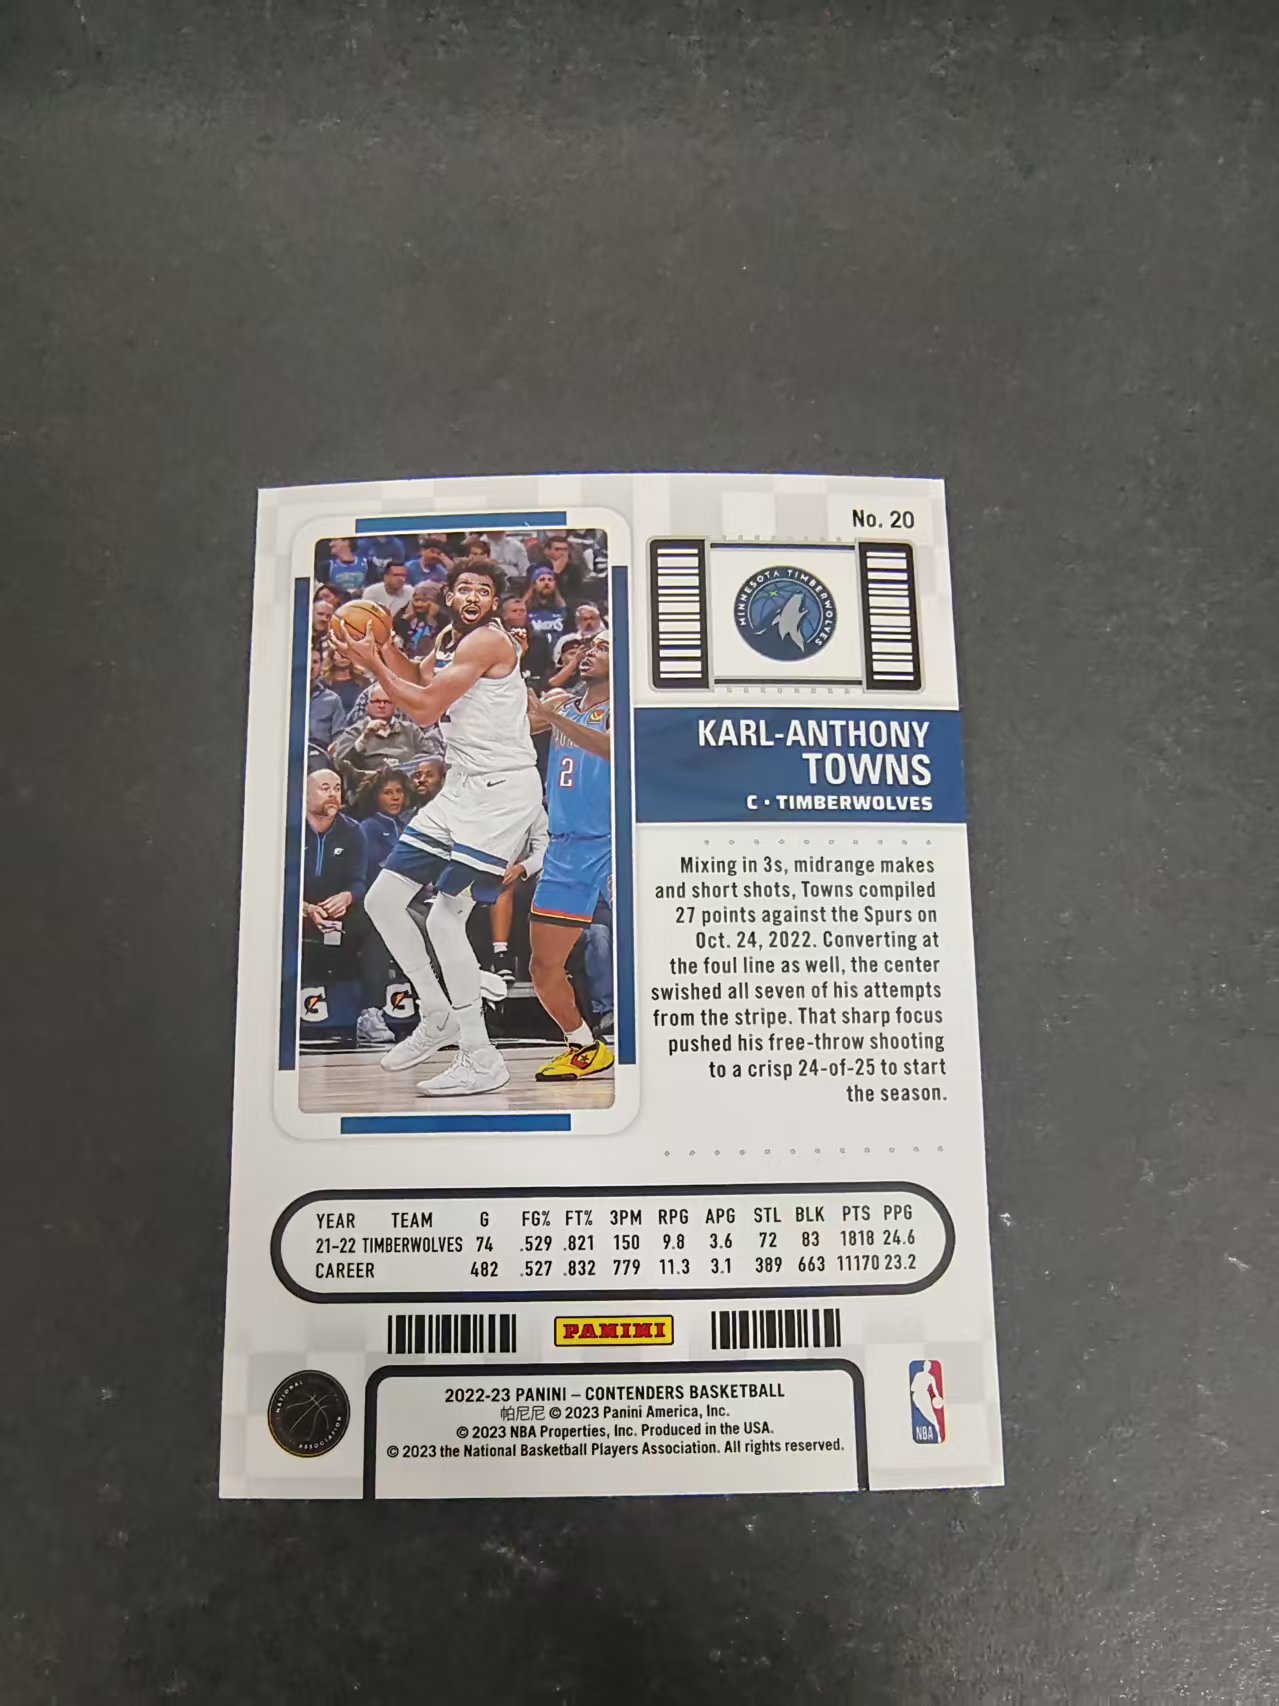 No. 20
MINNESOTA TIMBERWOLVES
KARL-ANTHONY
TOWNS
C • TIMBERWOLVES
2
G
G
Mixing in 3s, midrange makes
and short shots, Towns compiled
27 points against the Spurs on
Oct. 24, 2022. Converting at
the foul line as well, the center
swished all seven of his attempts
from the stripe. That sharp focus
pushed his free-throw shooting
to a crisp 24-of-25 to start
the season.
YEAR TEAM G FG% FT% 3PM RPG APG STL BLK PTS PPG
21-22 TIMBERWOLVES 74 .529 .821 150 9.8 3.6 72 83 1818 24.6
CAREER 482 .527 .832 779 11.3 3.1 389 663 11170 23.2
PANINI
2022-23 PANINI – CONTENDERS BASKETBALL
帕尼尼 © 2023 Panini America, Inc.
© 2023 NBA Properties, Inc. Produced in the USA.
© 2023 the National Basketball Players Association. All rights reserved.
NATIONAL
ASSOCIATION
NBA